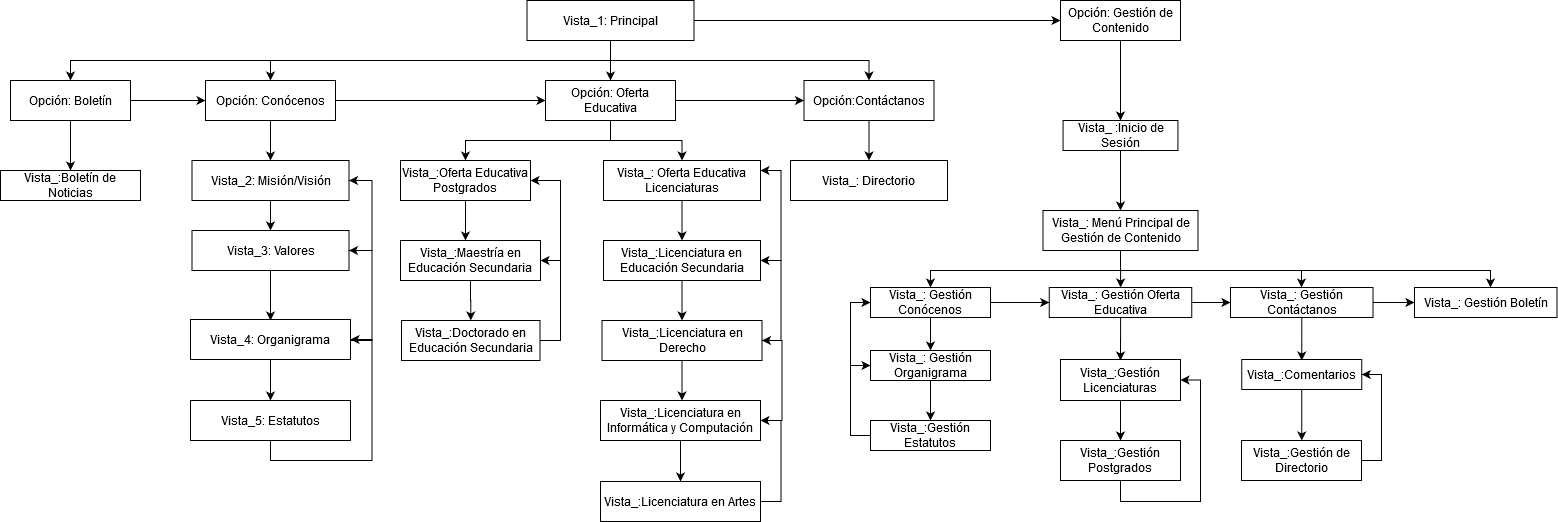 Vista_1: Principal
Opción: Gestión de
Contenido
Opción: Boletín
Opción: Conócenos
Opción: Oferta
Educativa
Opción:Contáctanos
Vista_ :Inicio de
Sesión
Vista_:Boletín de
Noticias
Vista_2: Misión/Visión
Vista_:Oferta Educativa
Postgrados
Vista_: Oferta Educativa
Licenciaturas
Vista_: Directorio
Vista_: Menú Principal de
Gestión de Contenido
Vista_3: Valores
Vista_:Maestría en
Educación Secundaria
Vista_:Licenciatura en
Educación Secundaria
Vista_: Gestión
Conócenos
Vista_: Gestión Oferta
Educativa
Vista_: Gestión
Contáctanos
Vista_: Gestión Boletín
Vista_4: Organigrama
Vista_:Doctorado en
Educación Secundaria
Vista_:Licenciatura en
Derecho
Vista_: Gestión
Organigrama
Vista_:Gestión
Licenciaturas
Vista_:Comentarios
Vista_5: Estatutos
Vista_:Licenciatura en
Informática y Computación
Vista_:Gestión
Estatutos
Vista_:Gestión
Postgrados
Vista_:Gestión de
Directorio
Vista_:Licenciatura en Artes